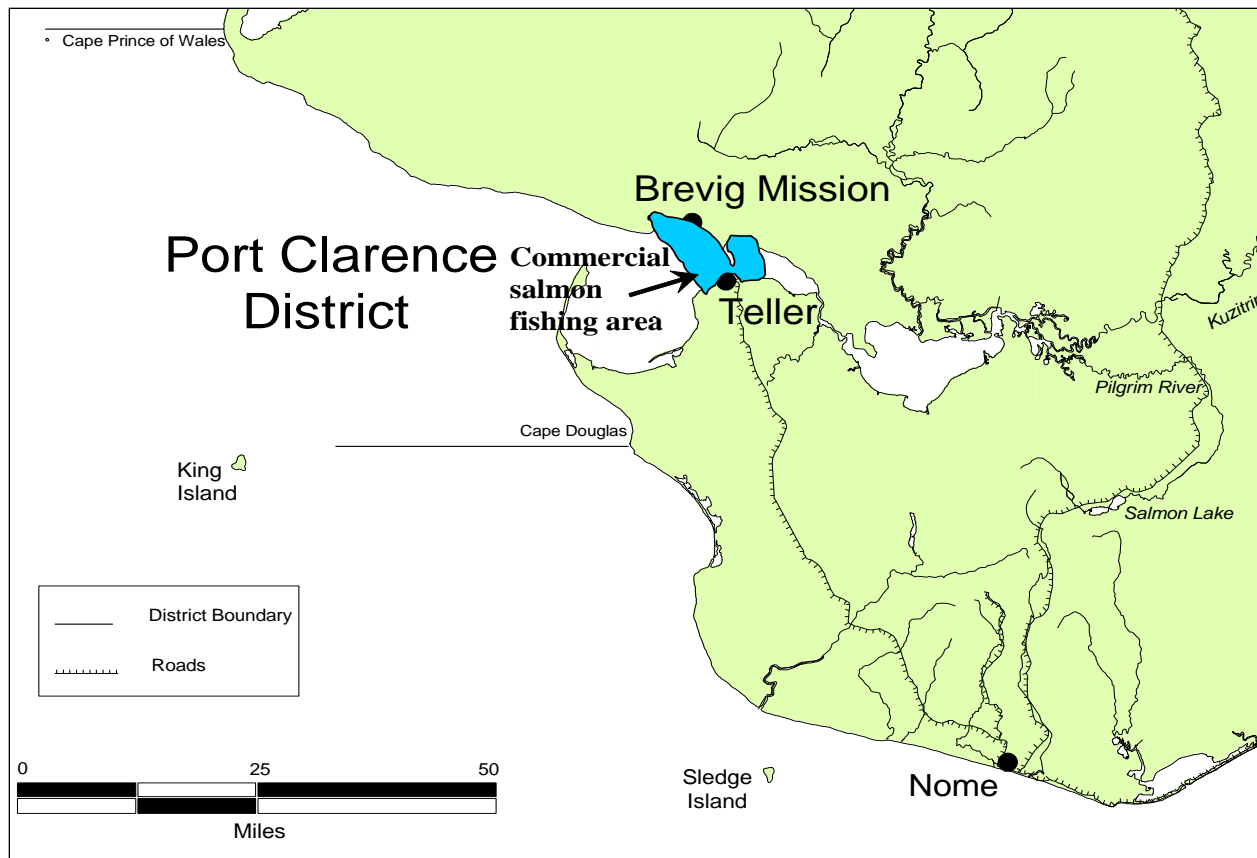 Cape Prince of Wales
Brevig Mission
Port Clarence
District
Commercial
salmon
fishing area
Teller
Kuzitrin
Pilgrim River
Cape Douglas
King
Island
Salmon Lake
District Boundary
Roads
0 25 50
Miles
Sledge
Island
Nome